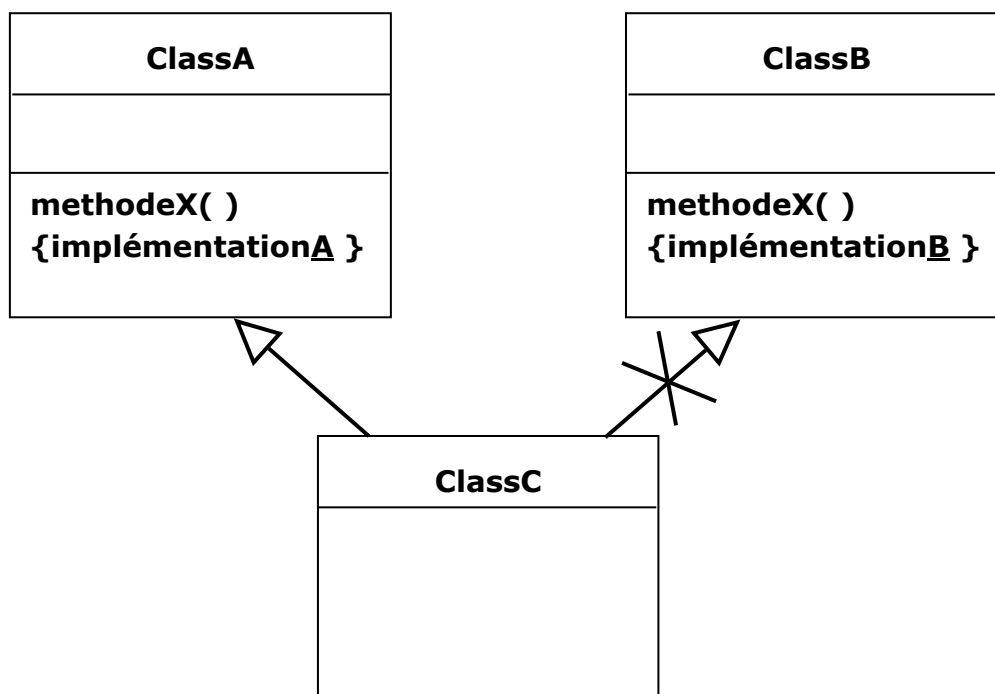 ClassA
methodeX( )
{implémentationA }
ClassB
methodeX( )
{implémentationB }
ClassC